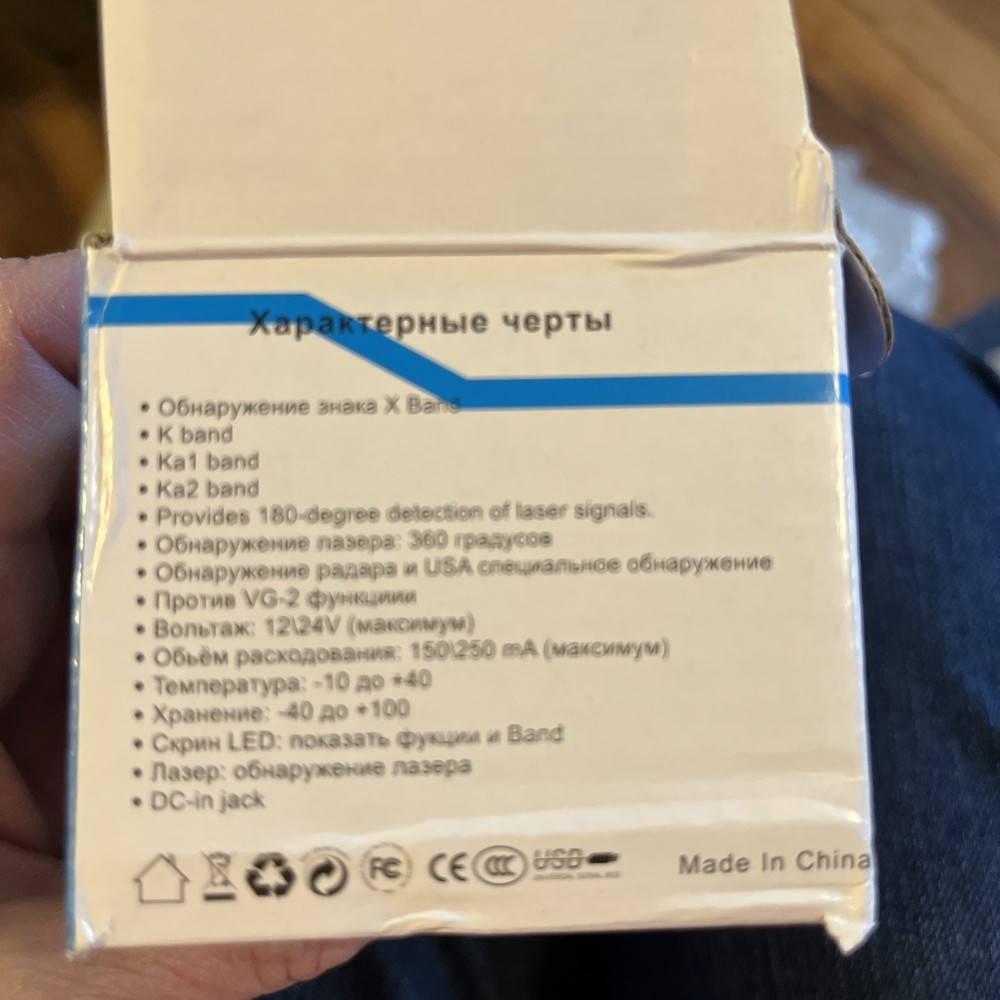 Характерные черты
• Обнаружение знака X Band
• K band
• Ka1 band
• Ka2 band
• Provides 180-degree detection of laser signals.
• Обнаружение лазера: 360 градусов
• Обнаружение радара и USA специальное обнаружение
• Против VG-2 функциии
• Вольтаж: 12\24V (максимум)
• Обьём расходования: 150\250 mA (максимум)
• Температура: -10 до +40
• Хранение: -40 до +100
• Скрин LED: показать фукции и Band
• Лазер: обнаружение лазера
• DC-in jack
FC CE CCC USB Made In China